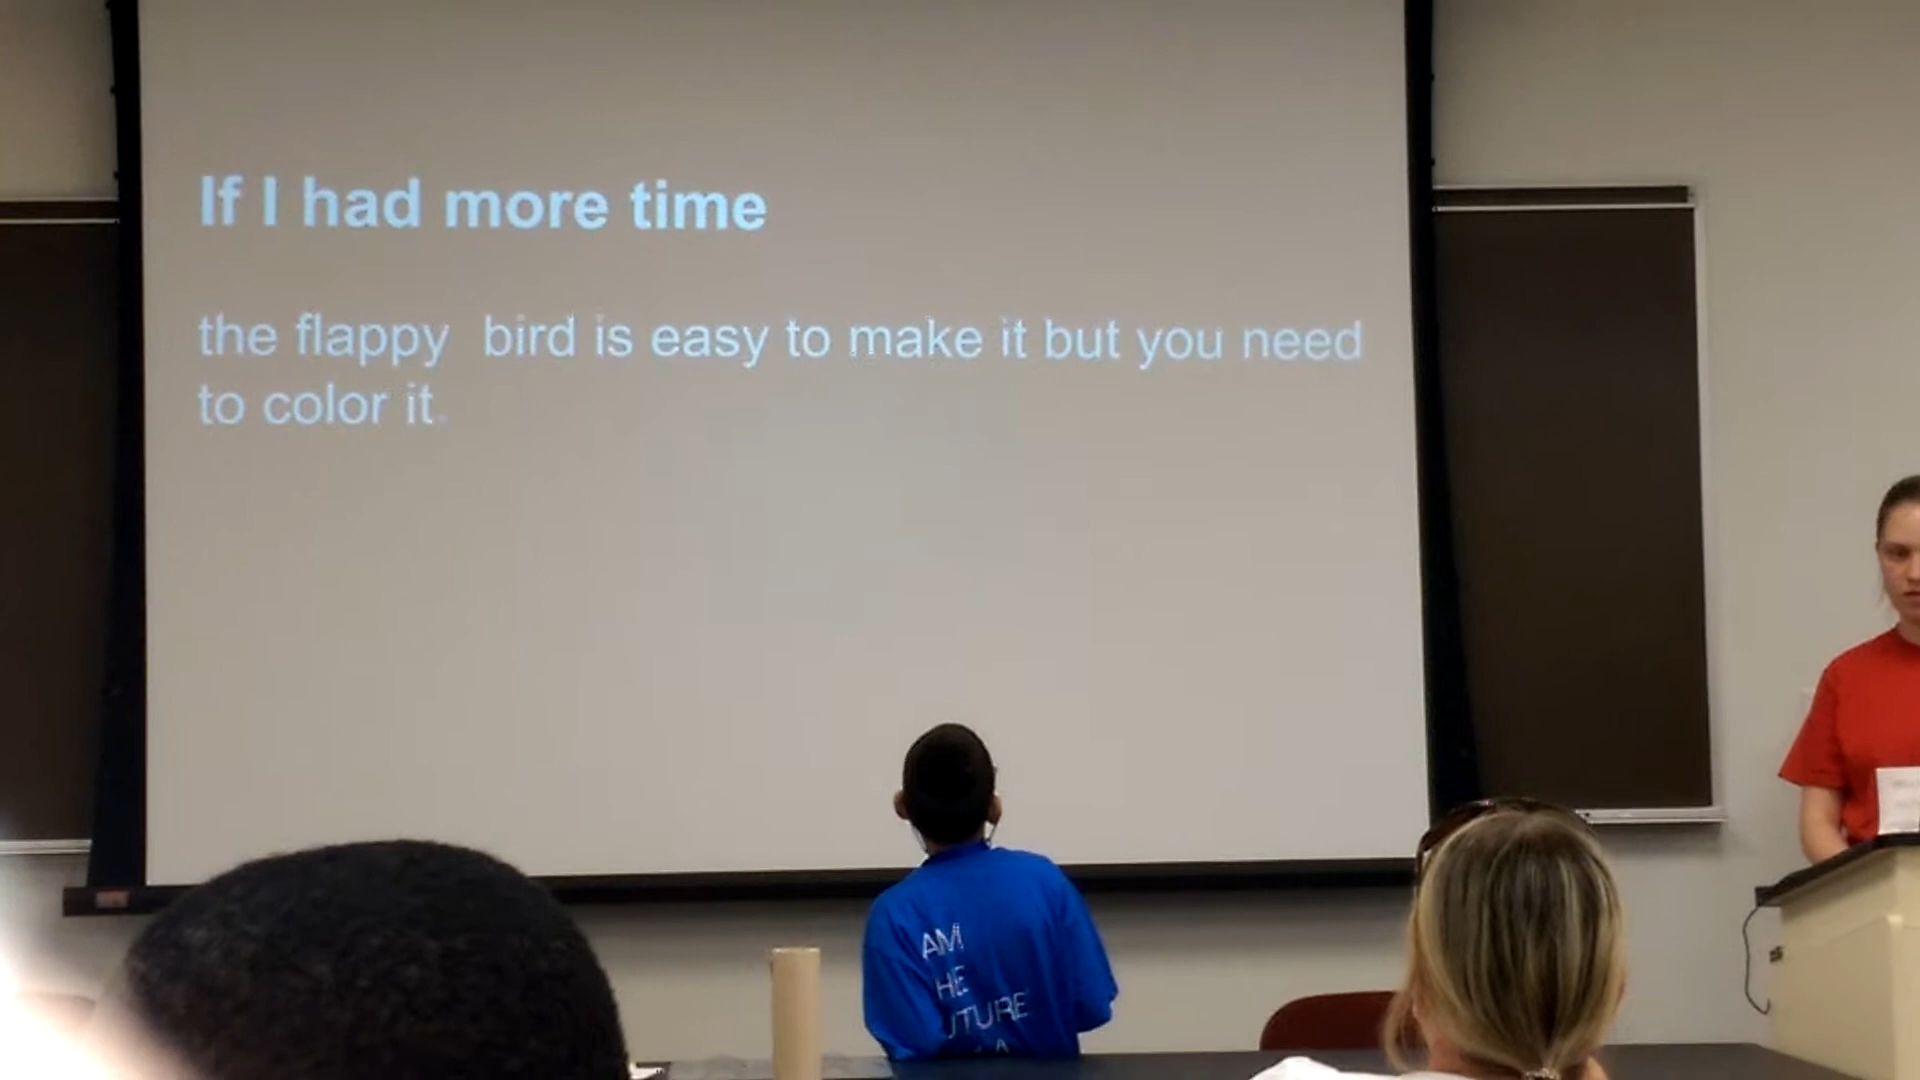 If I had more time
the flappy bird is easy to make it but you need
to color it.
AM
HE
UTURE